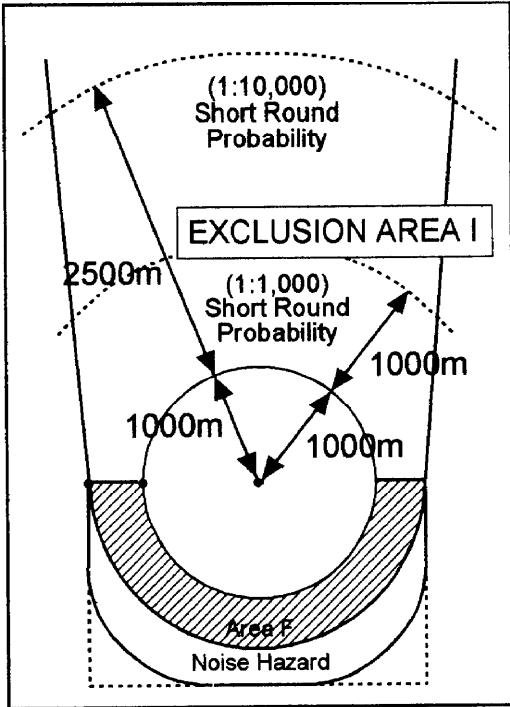 (1:10,000)
Short Round
Probability
EXCLUSION AREA I
2500m
(1:1,000)
Short Round
Probability
1000m
1000m
1000m
Area F
Noise Hazard